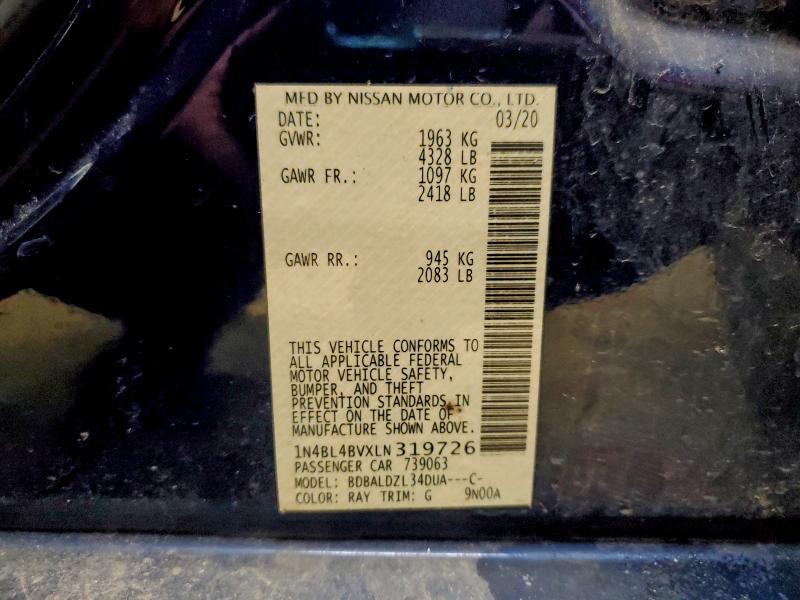 MFD BY NISSAN MOTOR CO., LTD.
DATE: 03/20
GVWR: 1963 KG
4328 LB
GAWR FR.: 1097 KG
2418 LB
GAWR RR.: 945 KG
2083 LB
THIS VEHICLE CONFORMS TO
ALL APPLICABLE FEDERAL
MOTOR VEHICLE SAFETY,
BUMPER, AND THEFT
PREVENTION STANDARDS IN
EFFECT ON THE DATE OF
MANUFACTURE SHOWN ABOVE.
1N4BL4BVXLN319726
PASSENGER CAR 739063
MODEL: BDBALDZL34DUA---C-
COLOR: RAY TRIM: G 9N00A